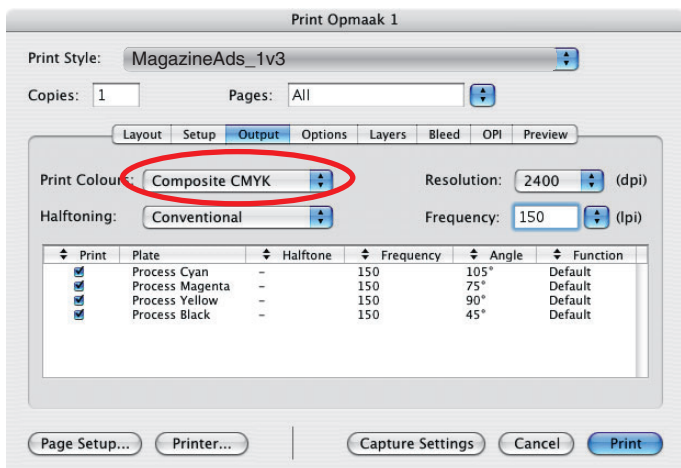 Print Opmaak 1
Print Style: MagazineAds_1v3
Copies: 1 Pages: All
Layout Setup Output Options Layers Bleed OPI Preview
Print Colours: Composite CMYK Resolution: 2400 (dpi)
Halftoning: Conventional Frequency: 150 (lpi)
Print Plate Halftone Frequency Angle Function
Process Cyan – 150 105° Default
Process Magenta – 150 75° Default
Process Yellow – 150 90° Default
Process Black – 150 45° Default
Page Setup... Printer... Capture Settings Cancel Print